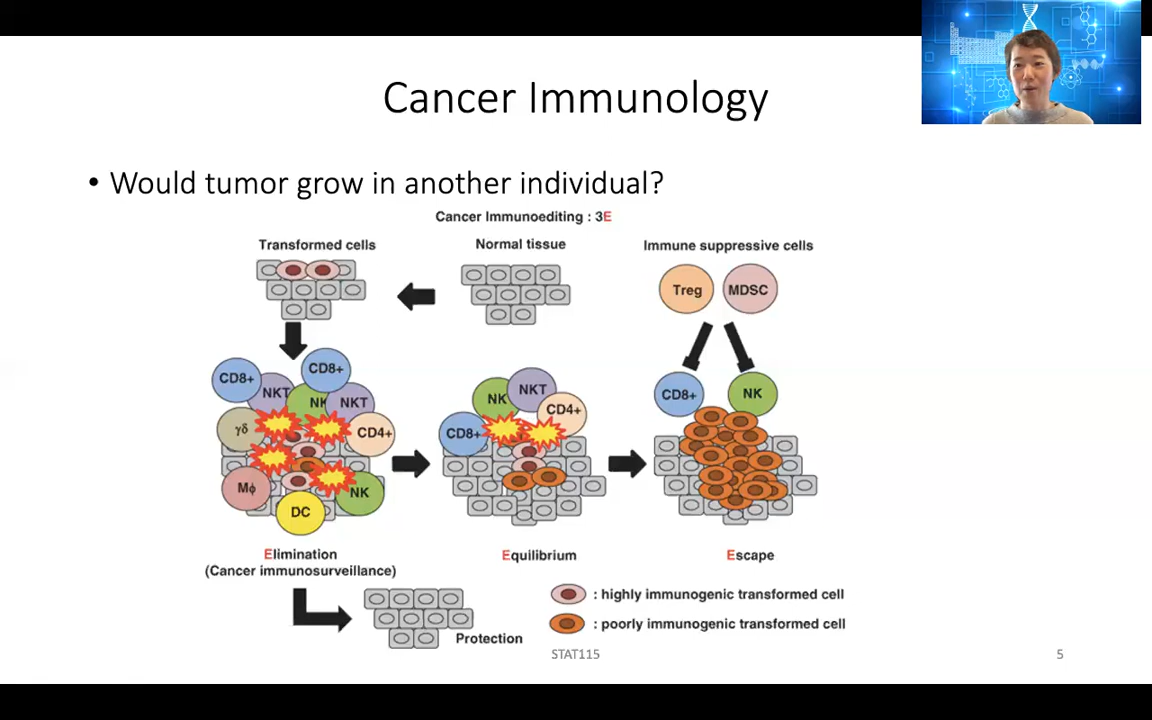 Cancer Immunology
• Would tumor grow in another individual?
Cancer Immunoediting : 3E
Transformed cells
Normal tissue
Immune suppressive cells
Treg
MDSC
CD8+
CD8+
NKT
NK
NKT
γδ
CD4+
Mϕ
NK
DC
NK
NKT
CD4+
CD8+
CD8+
NK
Elimination
(Cancer immunosurveillance)
Equilibrium
Escape
Protection
: highly immunogenic transformed cell
: poorly immunogenic transformed cell
STAT115
5